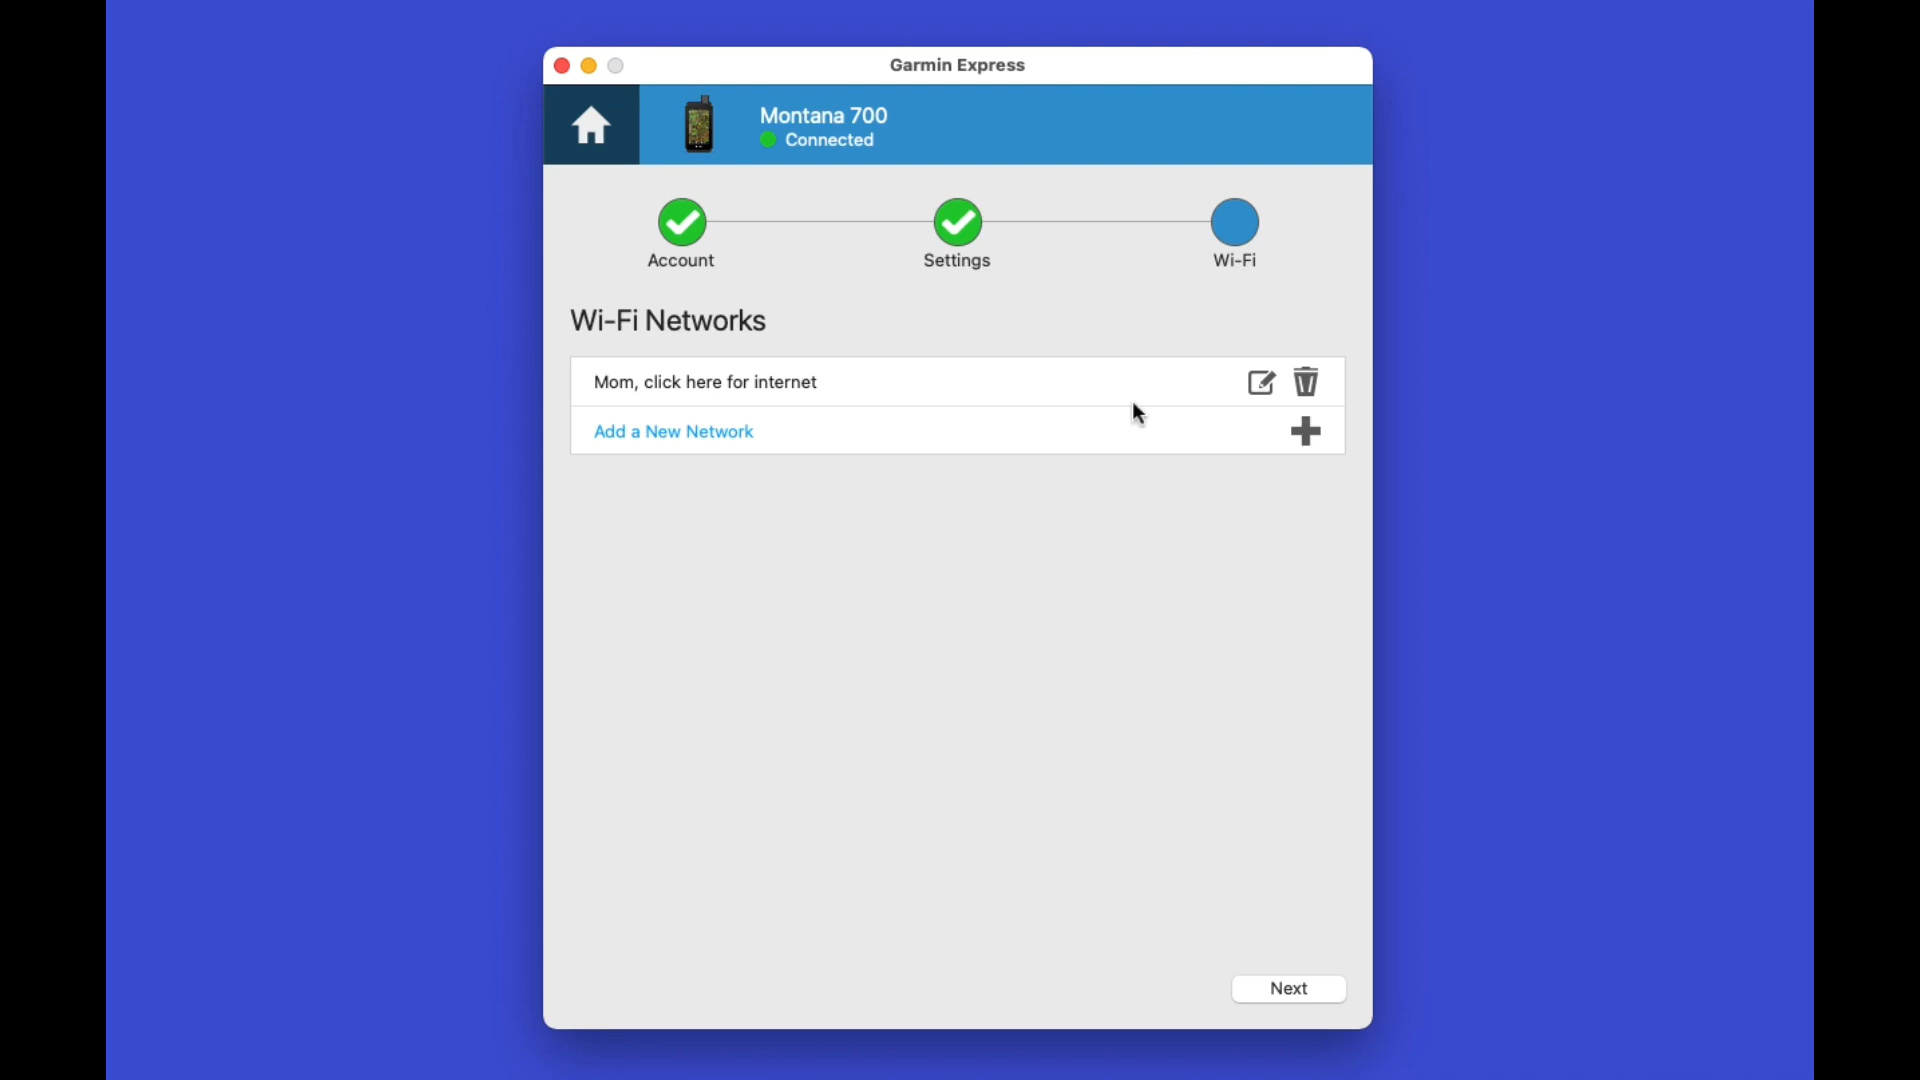 Garmin Express
Montana 700
Connected
Account
Settings
Wi-Fi
Wi-Fi Networks
Mom, click here for internet
Add a New Network
Next